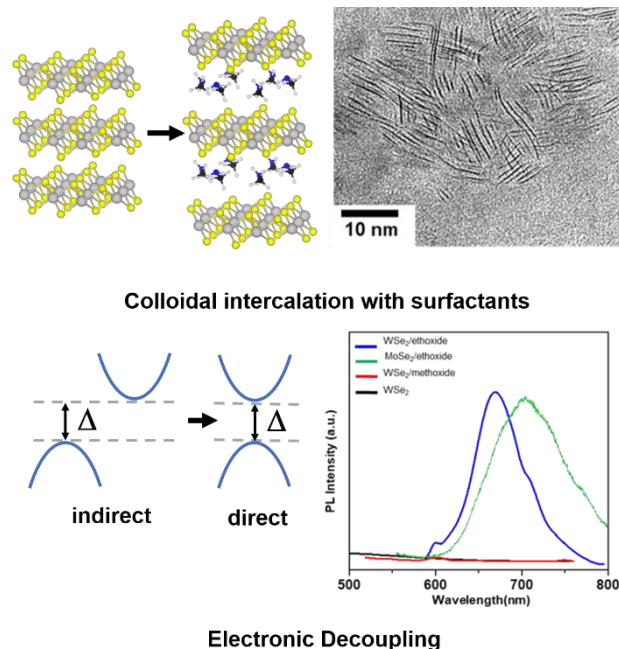 10 nm
Colloidal intercalation with surfactants
Δ
Δ
indirect
direct
PL Intensity (a.u.)
WSe₂/ethoxide
MoSe₂/ethoxide
WSe₂/methoxide
WSe₂
500
600
700
800
Wavelength(nm)
Electronic Decoupling